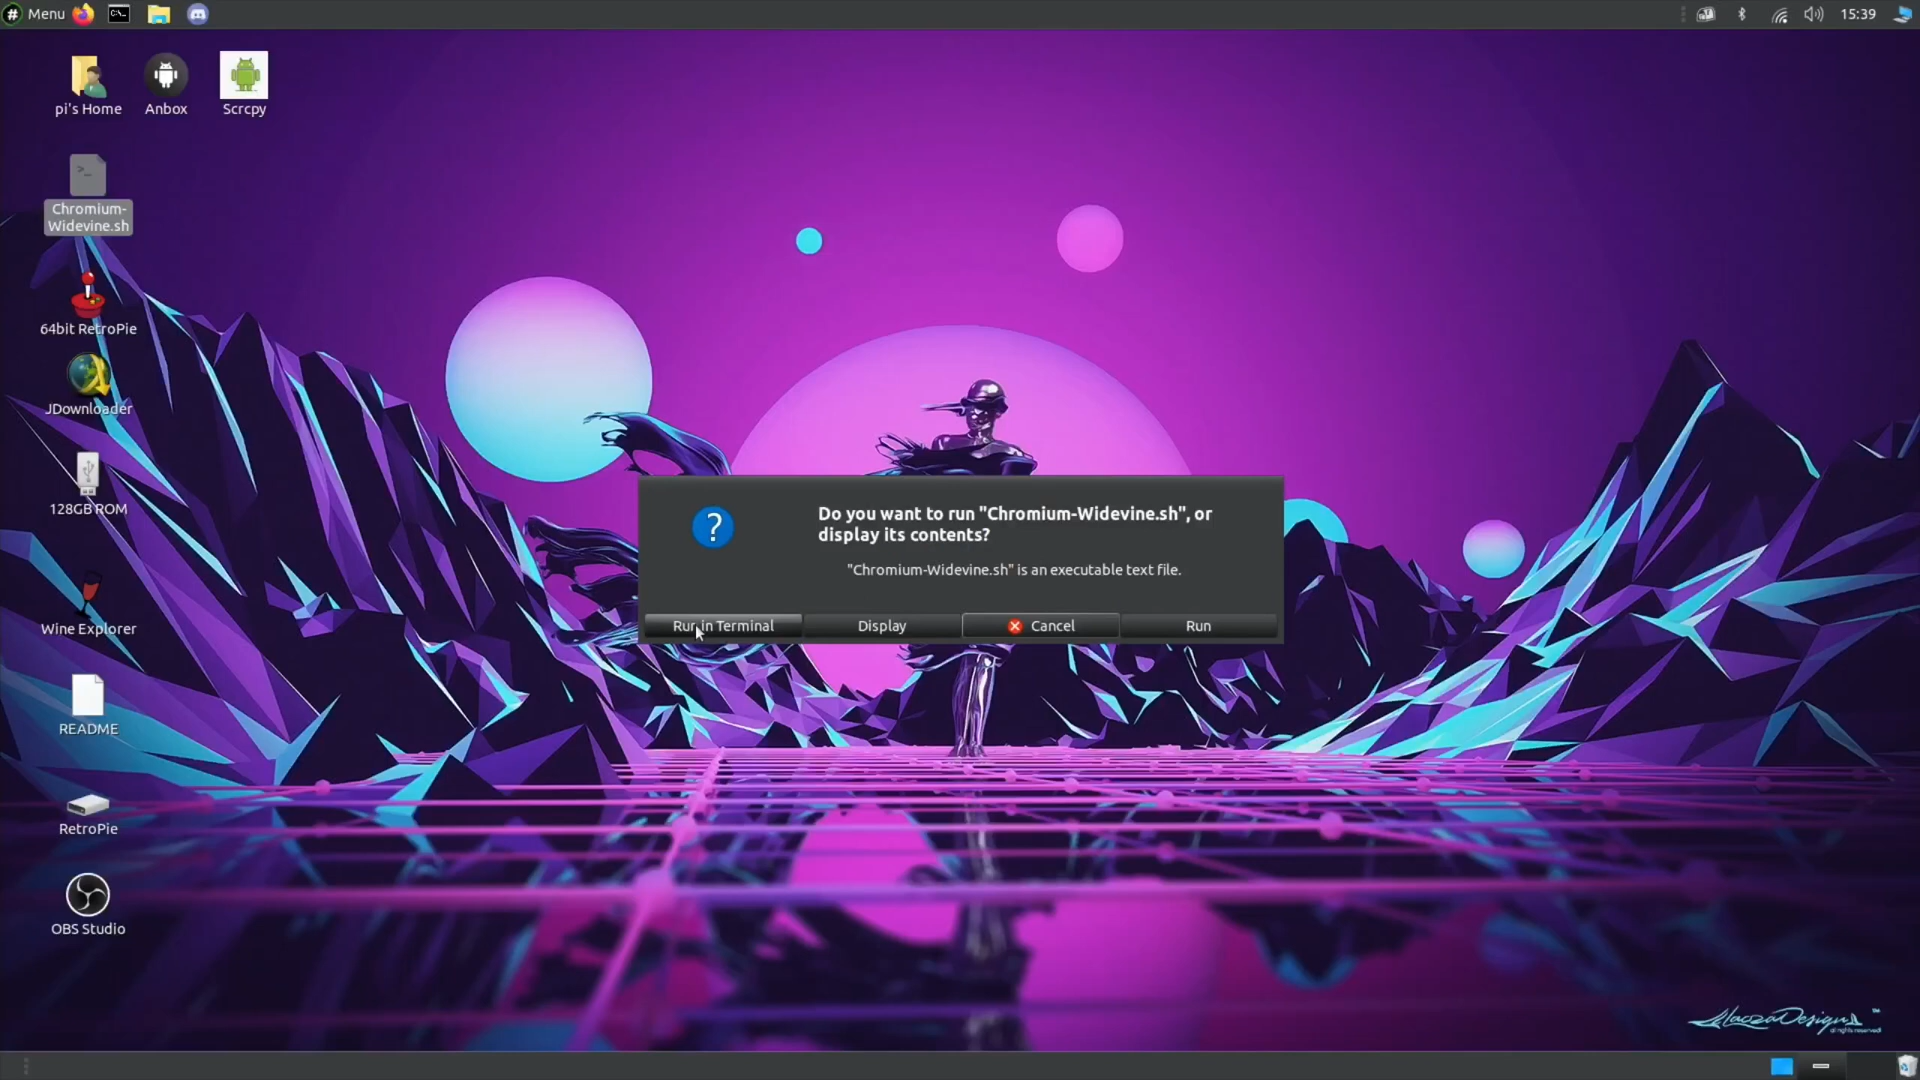 Menu
15:39
pi's Home
Anbox
Scrcpy
Chromium-
Widevine.sh
64bit RetroPie
JDownloader
128GB ROM
Wine Explorer
README
RetroPie
OBS Studio
Do you want to run "Chromium-Widevine.sh", or
display its contents?
"Chromium-Widevine.sh" is an executable text file.
Run in Terminal
Display
Cancel
Run